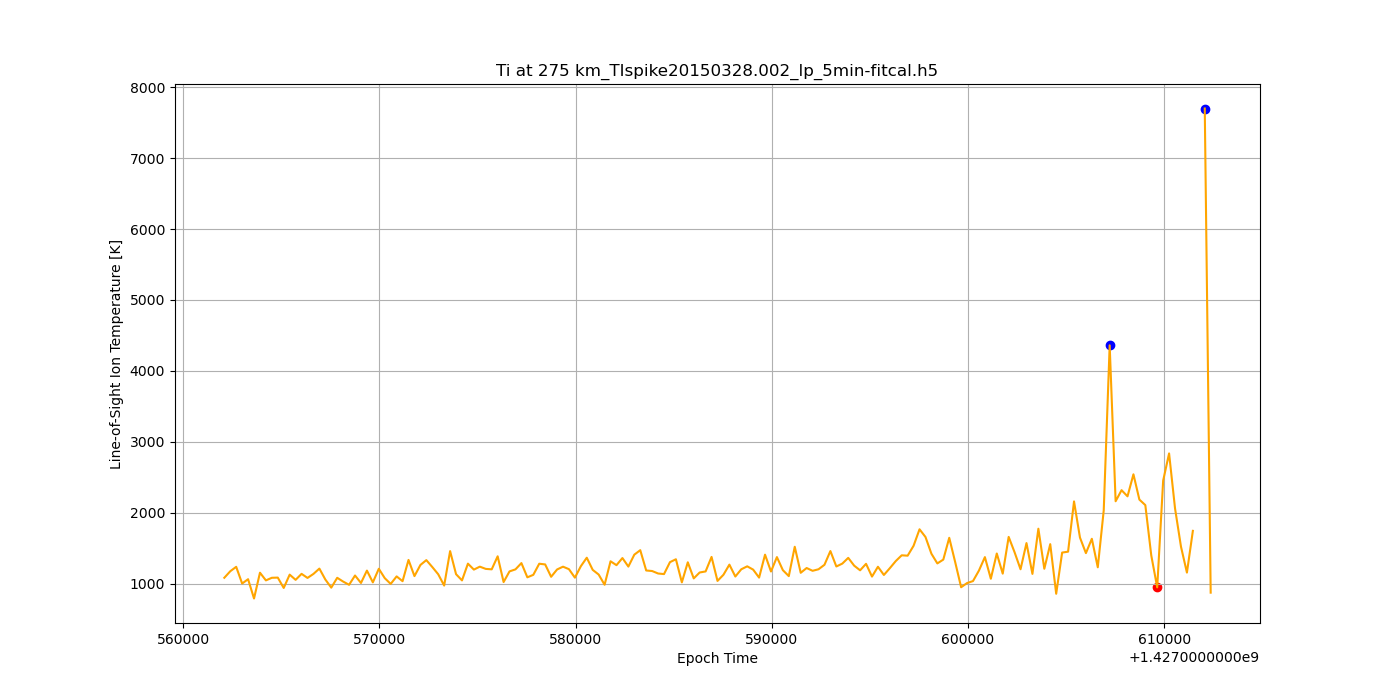 Ti at 275 km_TIspike20150328.002_lp_5min-fitcal.h5
Line-of-Sight Ion Temperature [K]
8000
7000
6000
5000
4000
3000
2000
1000
560000 570000 580000 590000 600000 610000
Epoch Time
+1.4270000000e9